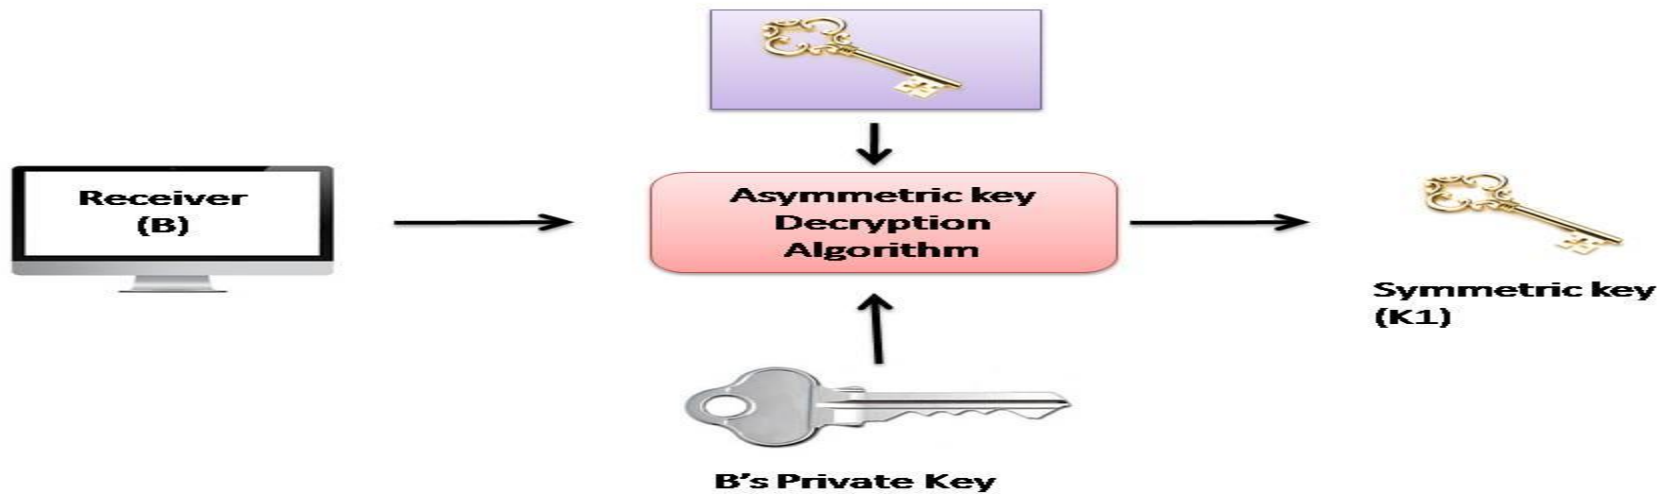 Receiver
(B)
Asymmetric key
Decryption
Algorithm
Symmetric key
(K1)
B's Private Key